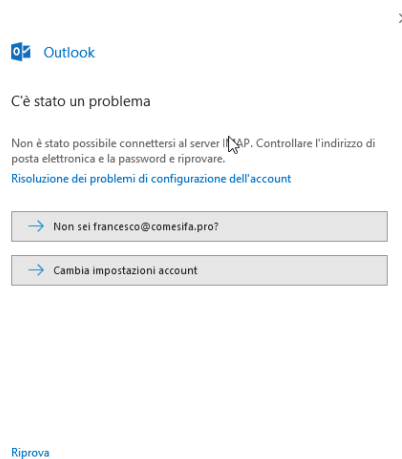 Outlook
C'è stato un problema
Non è stato possibile connettersi al server IMAP. Controllare l'indirizzo di
posta elettronica e la password e riprovare.
Risoluzione dei problemi di configurazione dell'account
Non sei francesco@comesifa.pro?
Cambia impostazioni account
Riprova